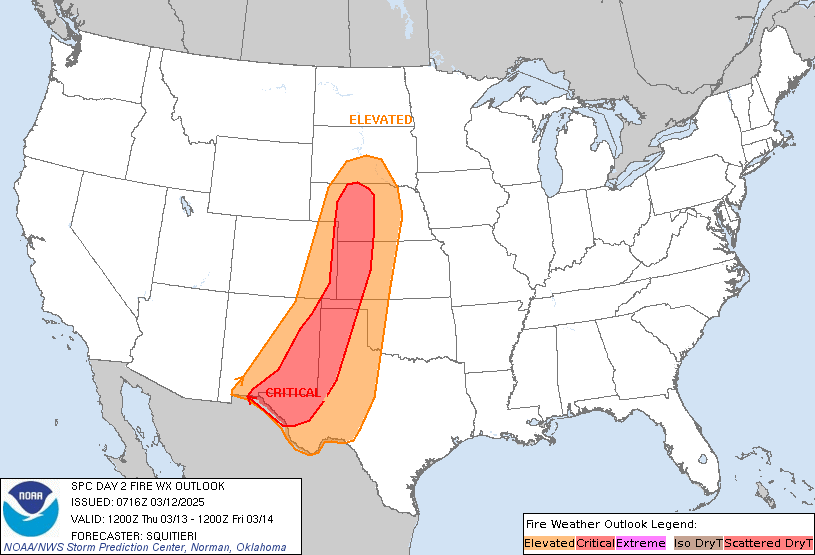 ELEVATED
CRITICAL
NOAA
SPC DAY 2 FIRE WX OUTLOOK
ISSUED: 0716Z 03/12/2025
VALID: 1200Z Thu 03/13 - 1200Z Fri 03/14
FORECASTER: SQUITIERI
NOAA/NWS Storm Prediction Center, Norman, Oklahoma
Fire Weather Outlook Legend:
Elevated Critical Extreme Iso DryT Scattered DryT